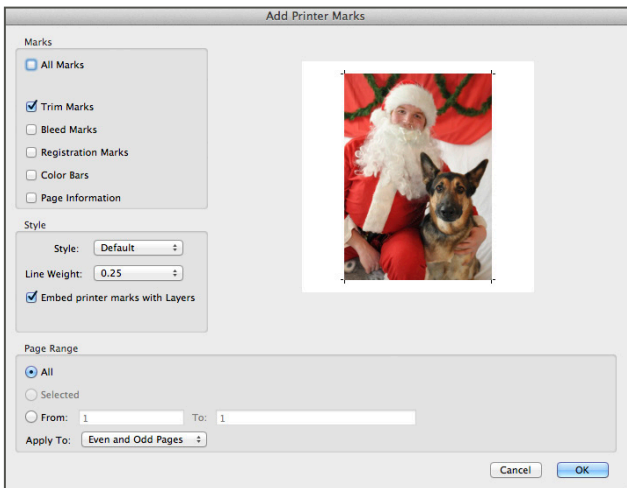 Add Printer Marks
Marks
All Marks
Trim Marks
Bleed Marks
Registration Marks
Color Bars
Page Information
Style
Style: Default
Line Weight: 0.25
Embed printer marks with Layers
Page Range
All
Selected
From: 1 To: 1
Apply To: Even and Odd Pages
Cancel OK